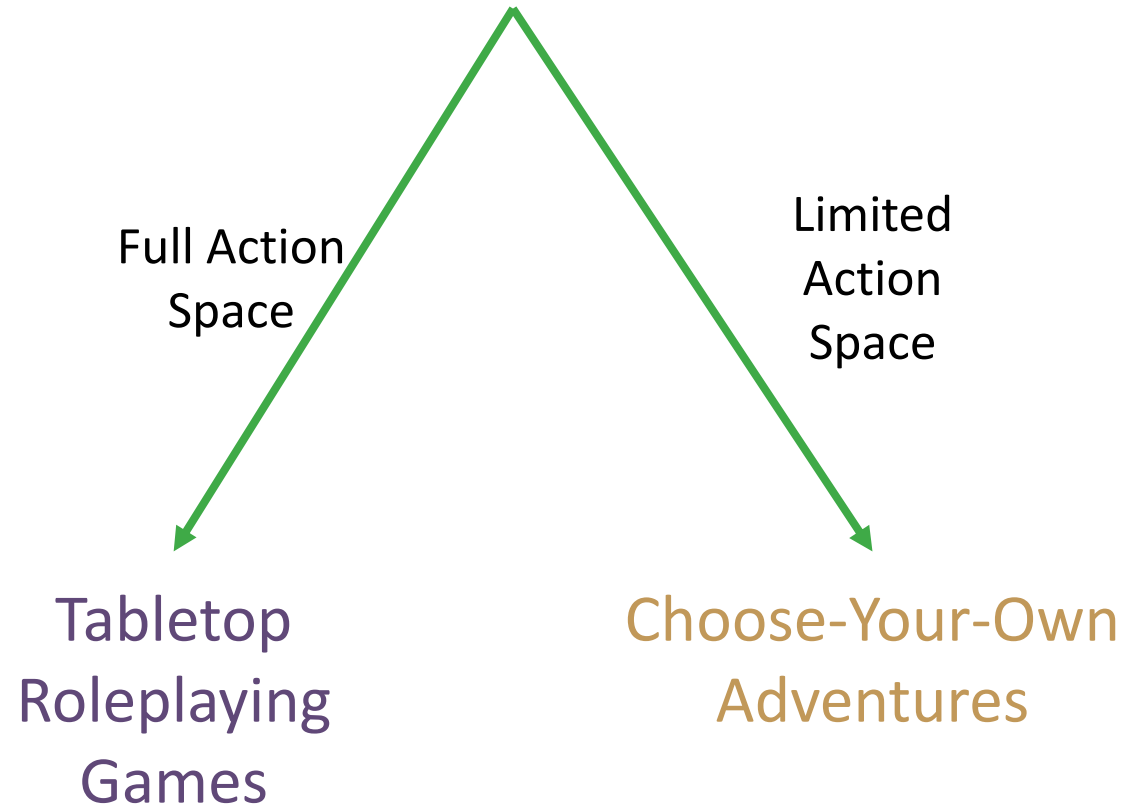 Full Action
Space
Limited
Action
Space
Tabletop
Roleplaying
Games
Choose-Your-Own
Adventures